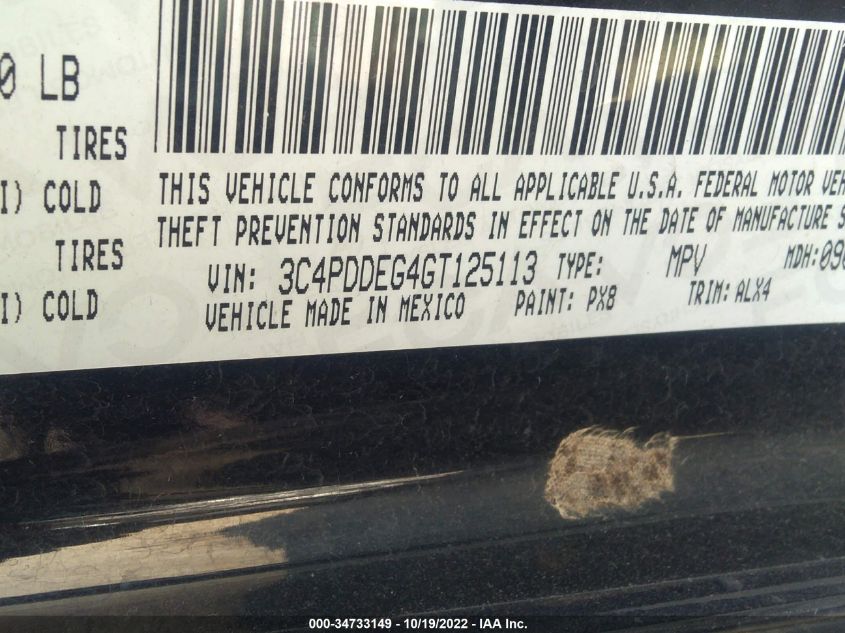 0 LB
TIRES
I) COLD
TIRES
I) COLD
THIS VEHICLE CONFORMS TO ALL APPLICABLE U.S.A. FEDERAL MOTOR VEH
THEFT PREVENTION STANDARDS IN EFFECT ON THE DATE OF MANUFACTURE S
VIN: 3C4PDDEG4GT125113 TYPE: MPV MDH:090
VEHICLE MADE IN MEXICO PAINT: PX8 TRIM: ALX4
000-34733149 - 10/19/2022 - IAA Inc.